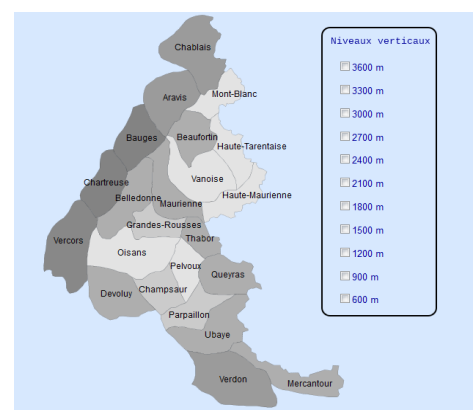 Chablais
Aravis
Mont-Blanc
Bauges
Beaufortin
Haute-Tarentaise
Chartreuse
Vanoise
Belledonne
Maurienne
Haute-Maurienne
Grandes-Rousses
Vercors
Thabor
Oisans
Pelvoux
Queyras
Devoluy
Champsaur
Parpaillon
Ubaye
Verdon
Mercantour
Niveaux verticaux
3600 m
3300 m
3000 m
2700 m
2400 m
2100 m
1800 m
1500 m
1200 m
900 m
600 m